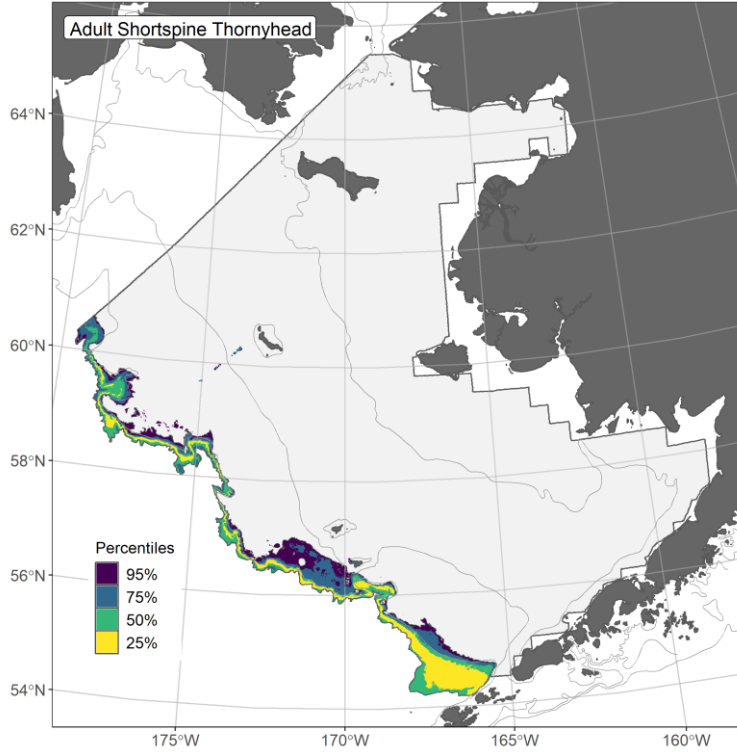 Adult Shortspine Thornyhead
64°N
62°N
60°N
58°N
56°N
54°N
Percentiles
95%
75%
50%
25%
175°W
170°W
165°W
160°W